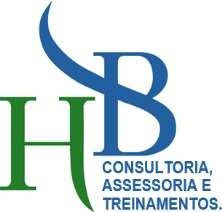 HB
CONSULTORIA,
ASSESSORIA E
TREINAMENTOS.